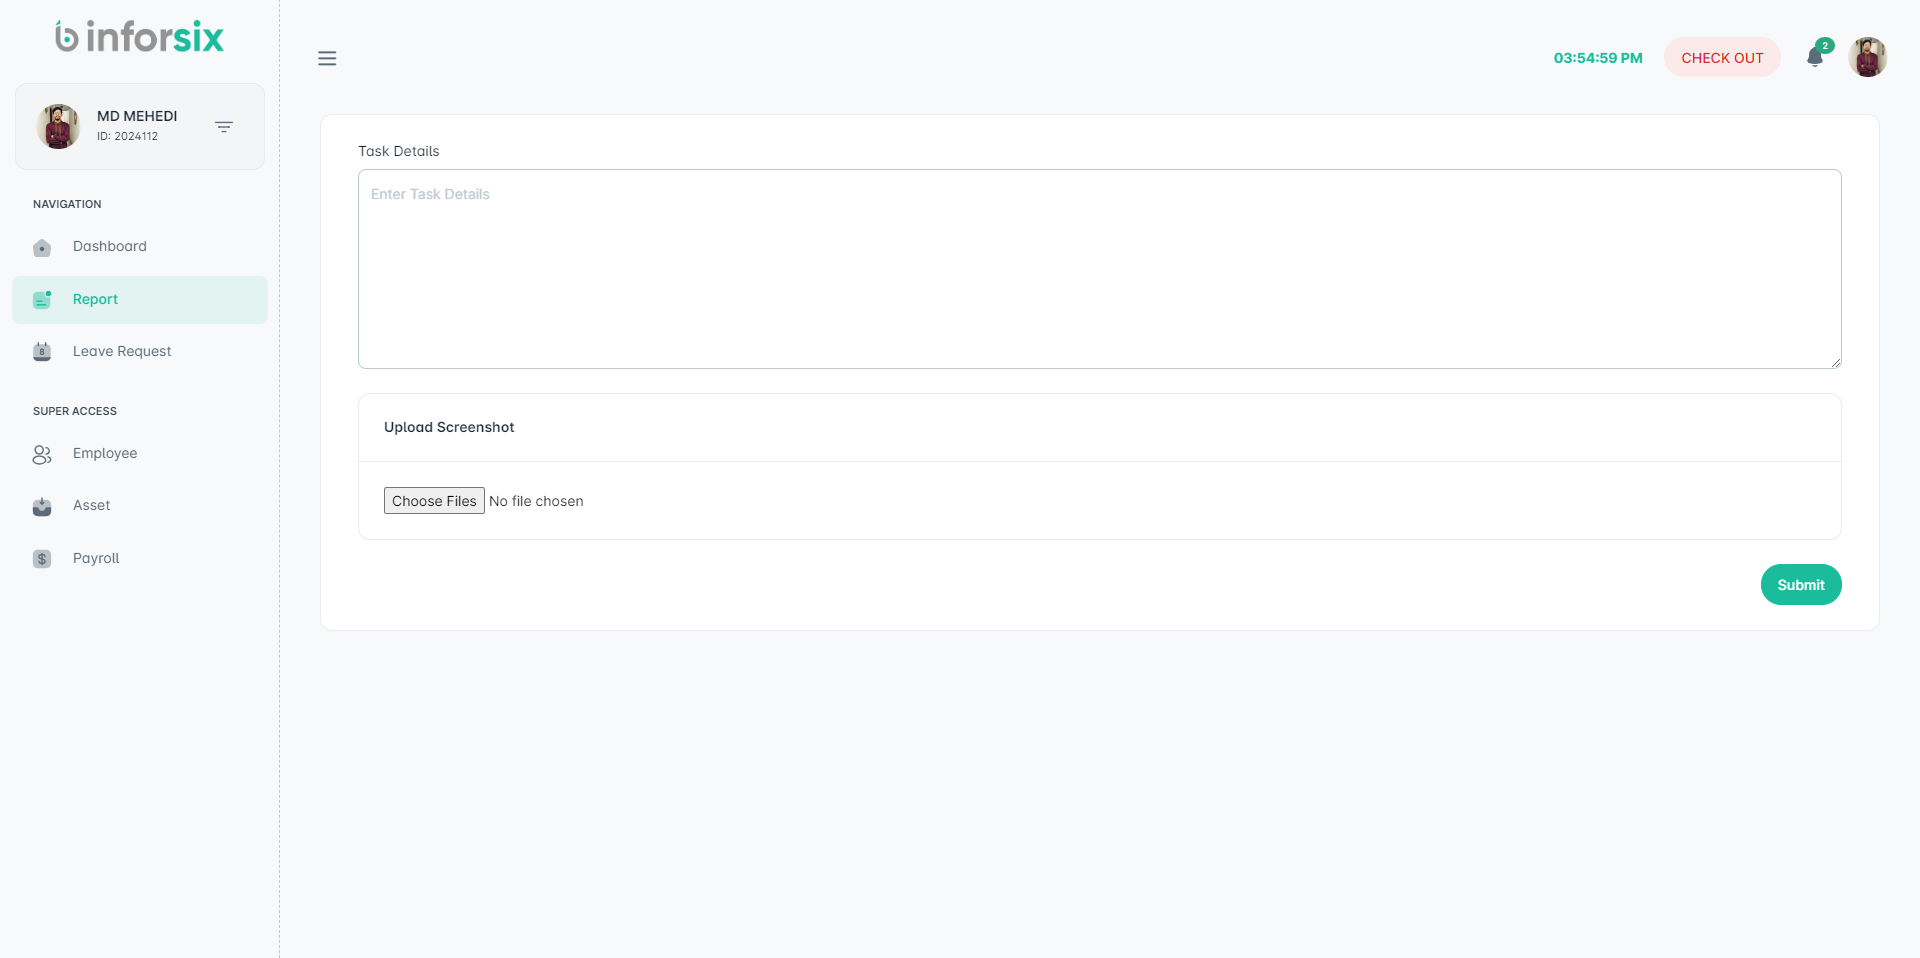 inforsix
03:54:59 PM
CHECK OUT
2
MD MEHEDI
ID: 2024112
NAVIGATION
Dashboard
Report
8
Leave Request
SUPER ACCESS
Employee
Asset
$
Payroll
Task Details
Enter Task Details
Upload Screenshot
Choose Files No file chosen
Submit